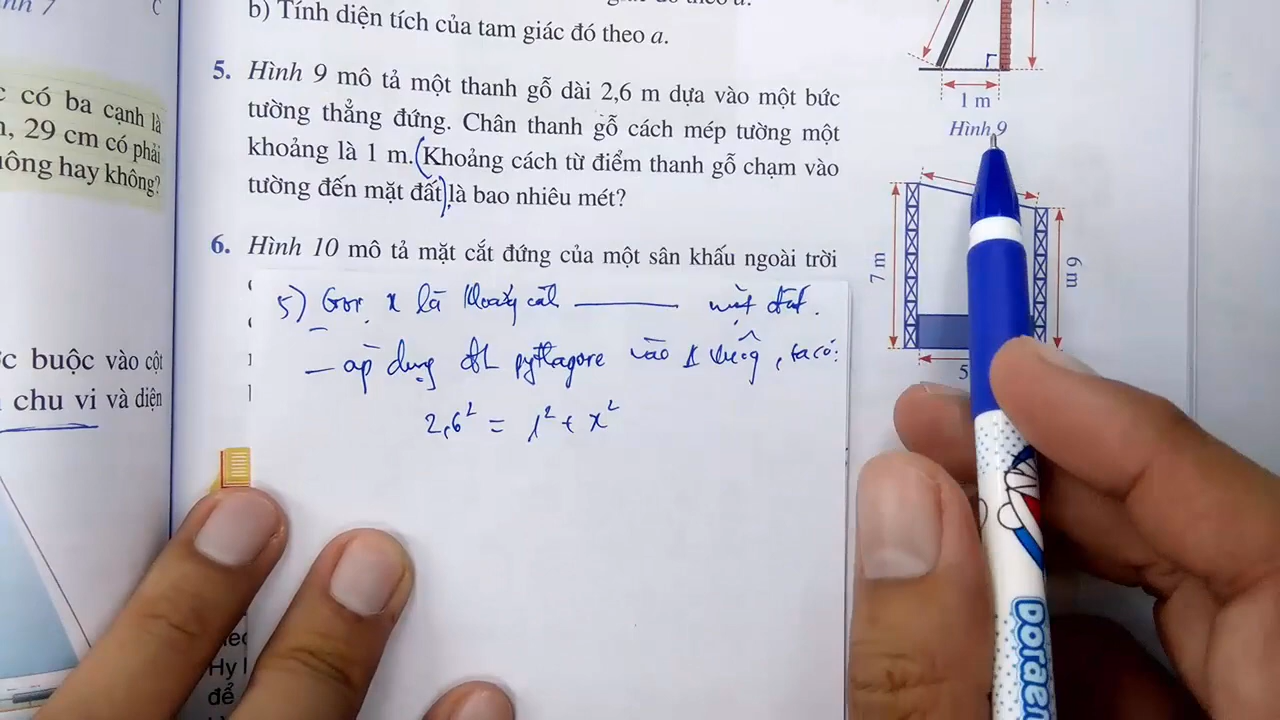 b) Tính diện tích của tam giác đó theo a.
5. Hình 9 mô tả một thanh gỗ dài 2,6 m dựa vào một bức
tường thẳng đứng. Chân thanh gỗ cách mép tường một
khoảng là 1 m. (Khoảng cách từ điểm thanh gỗ chạm vào
tường đến mặt đất) là bao nhiêu mét?
6. Hình 10 mô tả mặt cắt đứng của một sân khấu ngoài trời
5) Gọi x là khoảng cách ——— mặt đất.
– áp dụng ĐL pythagore vào Δ vuông, ta có:
2,6² = 1² + x²
1 m
Hình 9
7 m
6 m
5
C
có ba cạnh là
, 29 cm có phải
hông hay không?
buộc vào cột
chu vi và diện
Hy
để
Doraem